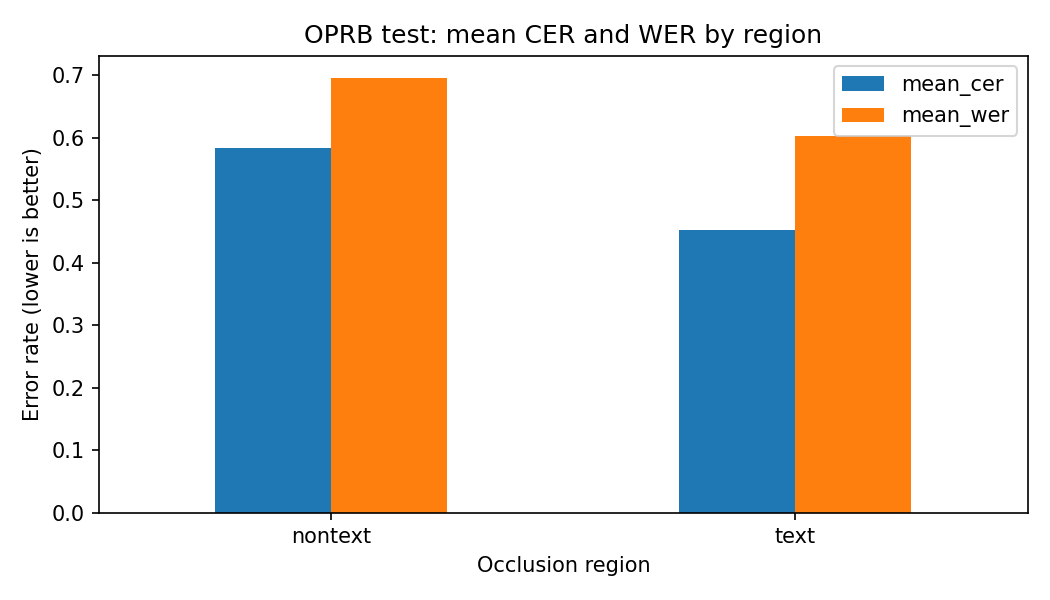 OPRB test: mean CER and WER by region
mean_cer
mean_wer
Error rate (lower is better)
0.7
0.6
0.5
0.4
0.3
0.2
0.1
0.0
nontext
text
Occlusion region